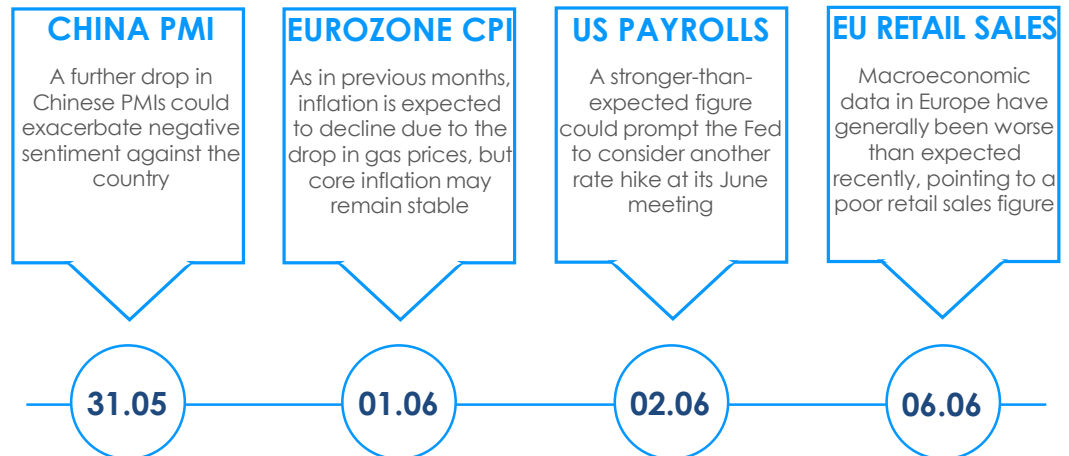 CHINA PMI
A further drop in
Chinese PMIs could
exacerbate negative
sentiment against the
country
EUROZONE CPI
As in previous months,
inflation is expected
to decline due to the
drop in gas prices, but
core inflation may
remain stable
US PAYROLLS
A stronger-than-
expected figure
could prompt the Fed
to consider another
rate hike at its June
meeting
EU RETAIL SALES
Macroeconomic
data in Europe have
generally been worse
than expected
recently, pointing to a
poor retail sales figure
31.05
01.06
02.06
06.06